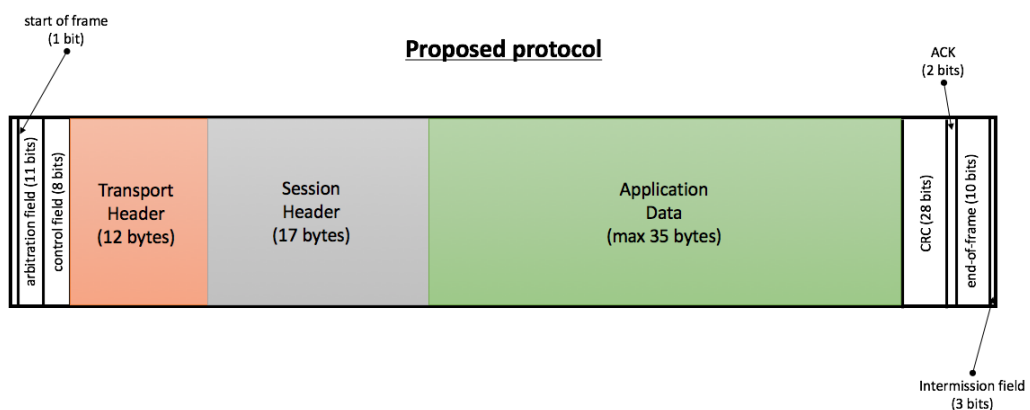 start of frame
(1 bit)
Proposed protocol
ACK
(2 bits)
arbitration field (11 bits)
control field (8 bits)
Transport
Header
(12 bytes)
Session
Header
(17 bytes)
Application
Data
(max 35 bytes)
CRC (28 bits)
end-of-frame (10 bits)
Intermission field
(3 bits)